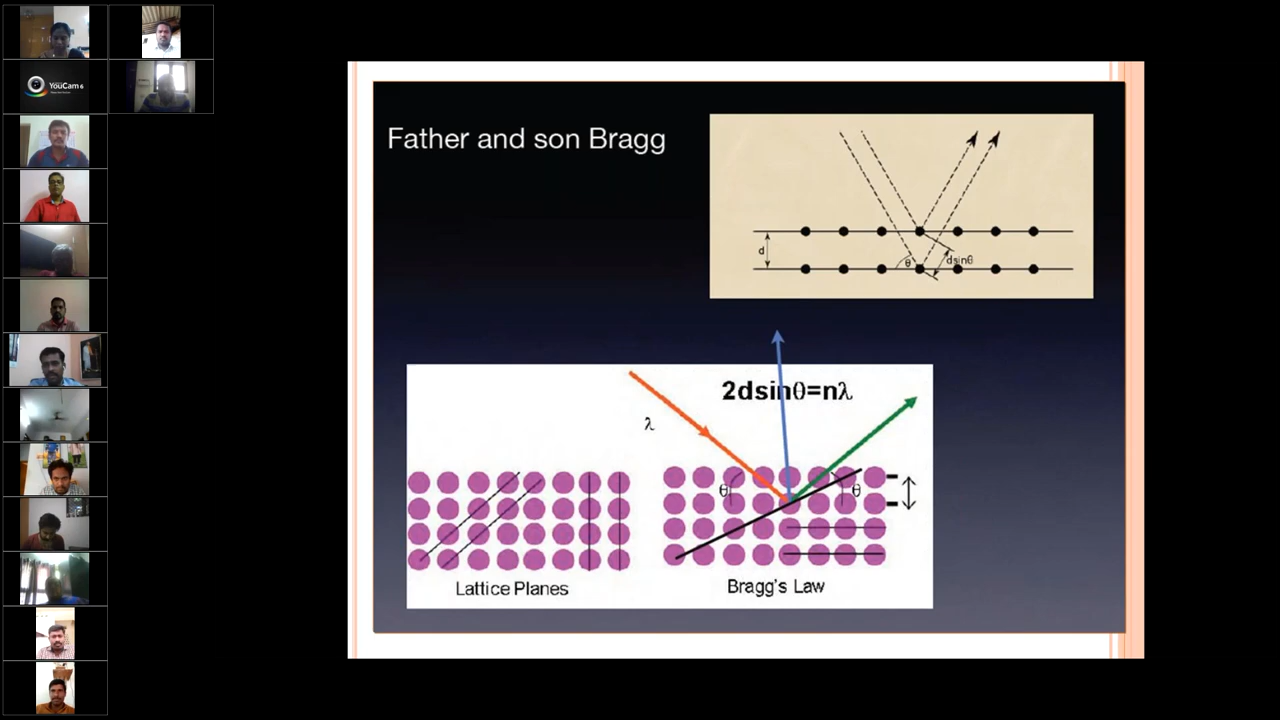 YouCam 6
Father and son Bragg
d
θ
dsinθ
2dsinθ=nλ
λ
θ
θ
Lattice Planes
Bragg's Law